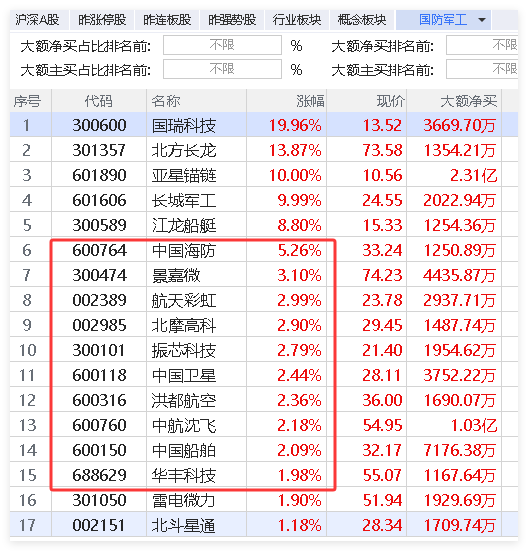 沪深A股 昨涨停股 昨连板股 昨强势股 行业板块 概念板块 国防军工
大额净买占比排名前: 不限 % 大额净买排名前: 不限
大额主买占比排名前: 不限 % 大额主买排名前: 不限
序号 代码 名称 涨幅 现价 大额净买
1 300600 国瑞科技 19.96% 13.52 3669.70万
2 301357 北方长龙 13.87% 73.58 1354.21万
3 601890 亚星锚链 10.00% 10.56 2.31亿
4 601606 长城军工 9.99% 24.55 2022.94万
5 300589 江龙船艇 8.80% 15.33 1254.36万
6 600764 中国海防 5.26% 33.24 1250.89万
7 300474 景嘉微 3.10% 74.23 4435.87万
8 002389 航天彩虹 2.99% 23.78 2937.71万
9 002985 北摩高科 2.90% 29.45 1487.74万
10 300101 振芯科技 2.79% 21.40 1954.62万
11 600118 中国卫星 2.44% 28.11 3752.22万
12 600316 洪都航空 2.36% 36.00 1690.07万
13 600760 中航沈飞 2.18% 54.95 1.03亿
14 600150 中国船舶 2.09% 32.17 7176.38万
15 688629 华丰科技 1.98% 55.07 1167.64万
16 301050 雷电微力 1.90% 51.94 1929.69万
17 002151 北斗星通 1.18% 28.34 1709.74万